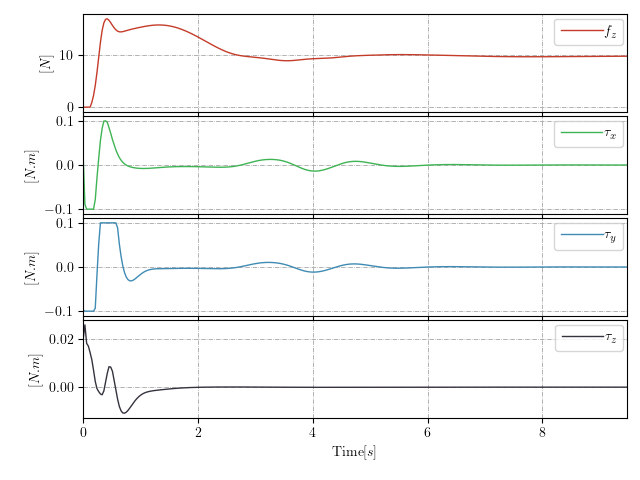 f_z
10
0
[N]
τ_x
0.1
0.0
−0.1
[N.m]
τ_y
0.1
0.0
−0.1
[N.m]
τ_z
0.02
0.00
[N.m]
0 2 4 6 8
Time[s]